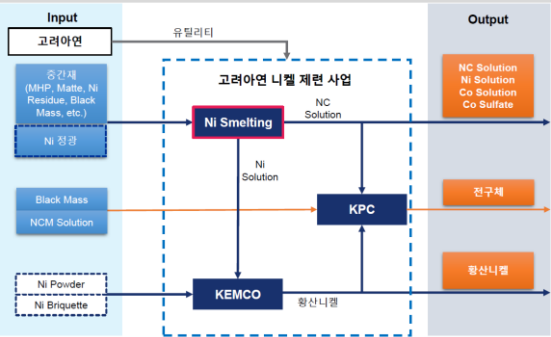 Input
Output
고려아연
유틸리티
중간재
(MHP, Matte, Ni
Residue, Black
Mass, etc.)
Ni 정광
고려아연 니켈 제련 사업
Ni Smelting
NC
Solution
NC Solution
Ni Solution
Co Solution
Co Sulfate
Ni
Solution
Black Mass
NCM Solution
KPC
전구체
Ni Powder
Ni Briquette
KEMCO
황산니켈
황산니켈